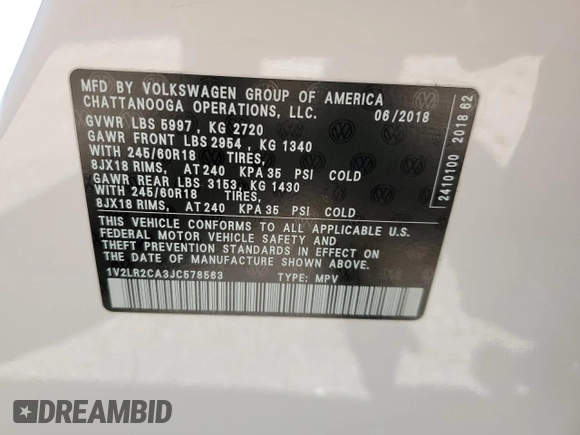 MFD BY VOLKSWAGEN GROUP OF AMERICA
CHATTANOOGA OPERATIONS, LLC. 06/2018
GVWR LBS 5997 , KG 2720
GAWR FRONT LBS 2954 , KG 1340
WITH 245/60R18 TIRES,
8JX18 RIMS, AT 240 KPA 35 PSI COLD
GAWR REAR LBS 3153, KG 1430
WITH 245/60R18 TIRES,
8JX18 RIMS, AT 240 KPA 35 PSI COLD
THIS VEHICLE CONFORMS TO ALL APPLICABLE U.S.
FEDERAL MOTOR VEHICLE SAFETY AND
THEFT PREVENTION STANDARDS IN EFFECT ON
THE DATE OF MANUFACTURE SHOWN ABOVE.
1V2LR2CA3JC578563 TYPE: MPV
2410100 2018 62
DREAMBID